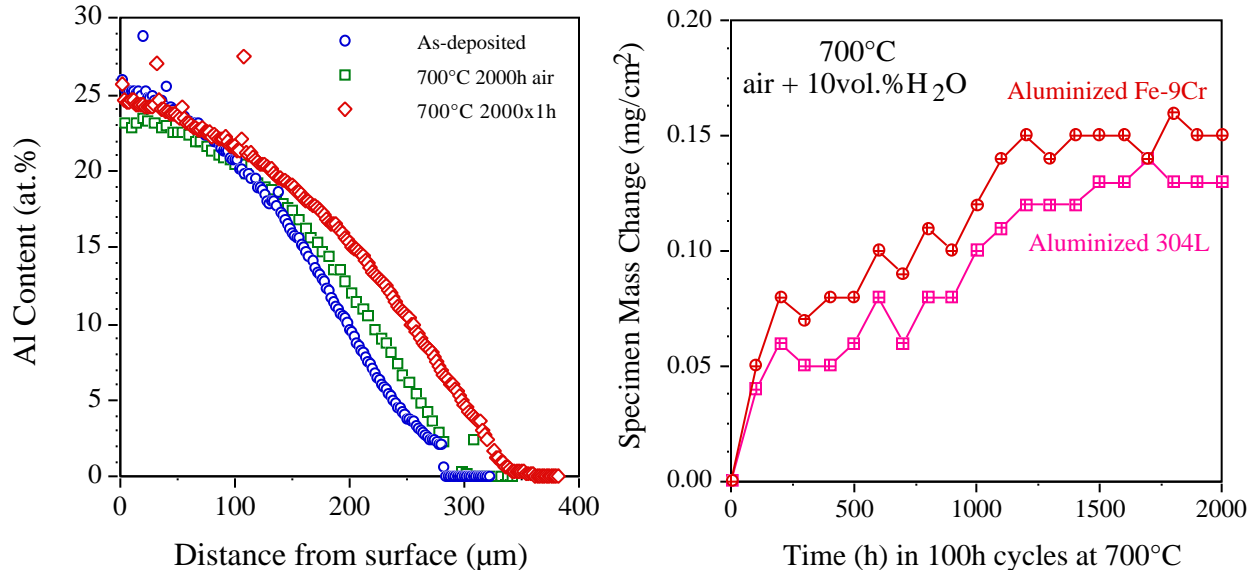 30
25
20
15
10
5
0
Al Content (at.%)
As-deposited
700°C 2000h air
700°C 2000x1h
0
100
200
300
400
Distance from surface (µm)
0.20
0.15
0.10
0.05
0.00
Specimen Mass Change (mg/cm²)
700°C
air + 10vol.%H₂O
Aluminized Fe-9Cr
Aluminized 304L
0
500
1000
1500
2000
Time (h) in 100h cycles at 700°C